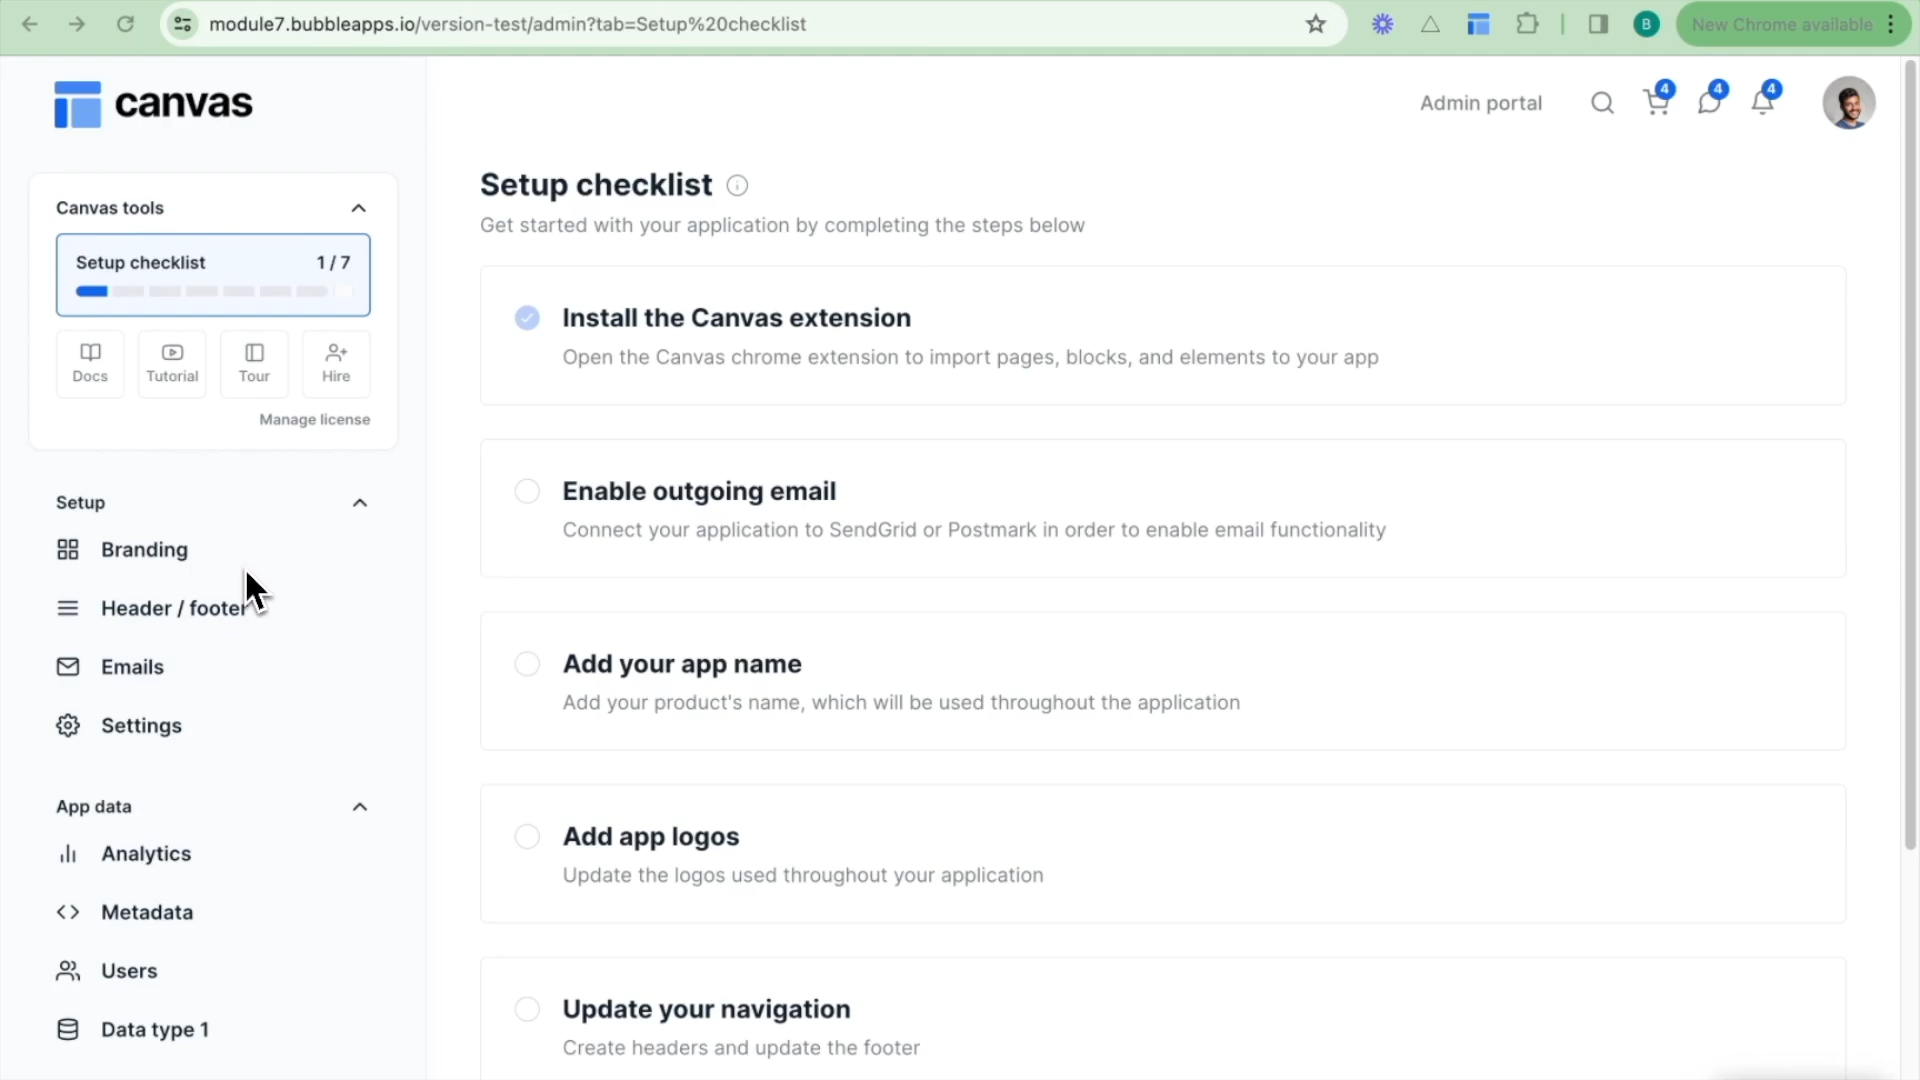 module7.bubbleapps.io/version-test/admin?tab=Setup%20checklist
B
New Chrome available
canvas
Admin portal
4
4
4
Canvas tools
Setup checklist 1 / 7
Docs
Tutorial
Tour
Hire
Manage license
Setup
Branding
Header / footer
Emails
Settings
App data
Analytics
Metadata
Users
Data type 1
Setup checklist
Get started with your application by completing the steps below
Install the Canvas extension
Open the Canvas chrome extension to import pages, blocks, and elements to your app
Enable outgoing email
Connect your application to SendGrid or Postmark in order to enable email functionality
Add your app name
Add your product's name, which will be used throughout the application
Add app logos
Update the logos used throughout your application
Update your navigation
Create headers and update the footer